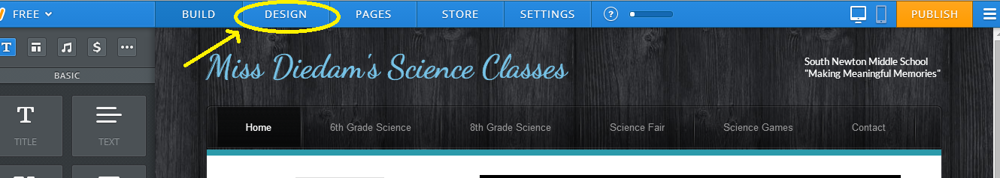 FREE BUILD DESIGN PAGES STORE SETTINGS ? PUBLISH
T $
BASIC
T
TITLE TEXT
Miss Diedam's Science Classes
South Newton Middle School
"Making Meaningful Memories"
Home 6th Grade Science 8th Grade Science Science Fair Science Games Contact